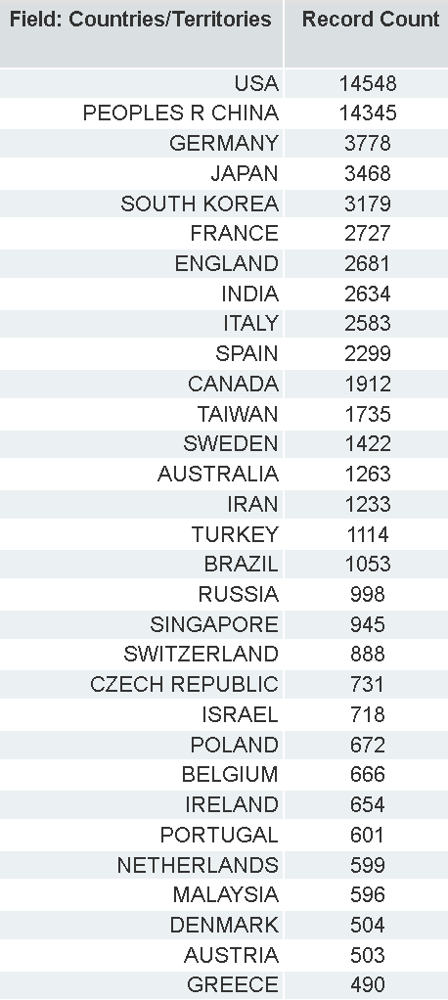 Field: Countries/Territories Record Count
USA 14548
PEOPLES R CHINA 14345
GERMANY 3778
JAPAN 3468
SOUTH KOREA 3179
FRANCE 2727
ENGLAND 2681
INDIA 2634
ITALY 2583
SPAIN 2299
CANADA 1912
TAIWAN 1735
SWEDEN 1422
AUSTRALIA 1263
IRAN 1233
TURKEY 1114
BRAZIL 1053
RUSSIA 998
SINGAPORE 945
SWITZERLAND 888
CZECH REPUBLIC 731
ISRAEL 718
POLAND 672
BELGIUM 666
IRELAND 654
PORTUGAL 601
NETHERLANDS 599
MALAYSIA 596
DENMARK 504
AUSTRIA 503
GREECE 490